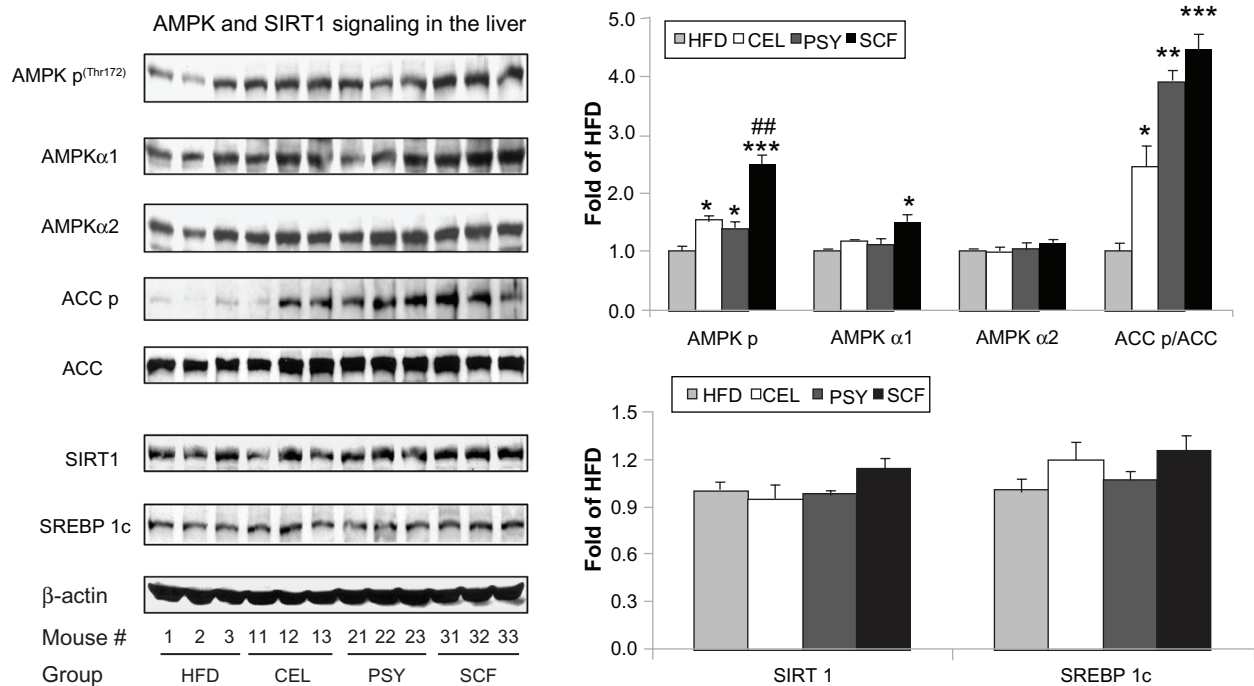 AMPK and SIRT1 signaling in the liver
AMPK p(Thr172)
AMPKα1
AMPKα2
ACC p
ACC
SIRT1
SREBP 1c
β-actin
Mouse # 1 2 3 11 12 13 21 22 23 31 32 33
Group HFD CEL PSY SCF
Fold of HFD
5.0
4.0
3.0
2.0
1.0
0.0
HFD CEL PSY SCF
* * *** ##
*
* ** ***
AMPK p AMPK α1 AMPK α2 ACC p/ACC
Fold of HFD
1.5
1.2
0.9
0.6
0.3
0.0
HFD CEL PSY SCF
SIRT 1 SREBP 1c